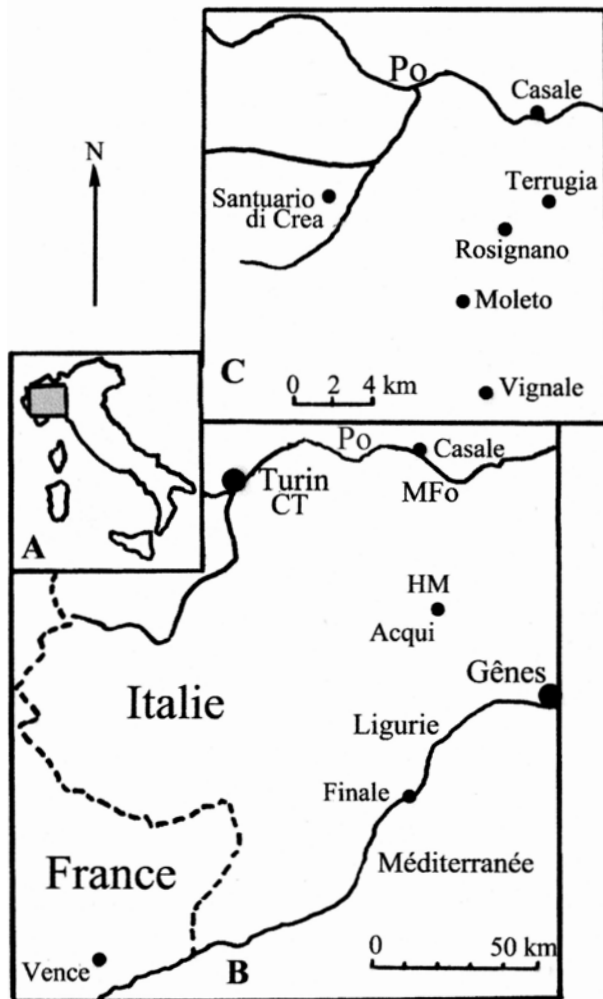 Po
Casale
N
Terrugia
Santuario
di Crea
Rosignano
Moleto
C
0 2 4 km
Vignale
A
Po
Casale
Turin
CT
MFo
HM
Acqui
Gênes
Italie
Ligurie
Finale
France
Méditerranée
0 50 km
Vence
B